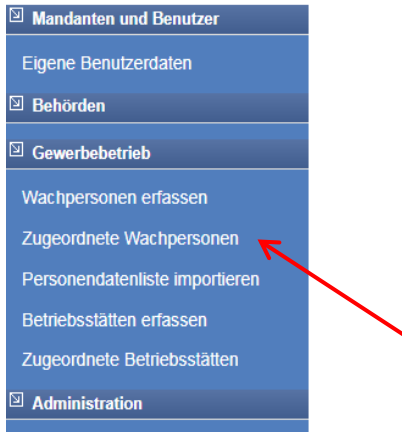 Mandanten und Benutzer
Eigene Benutzerdaten
Behörden
Gewerbebetrieb
Wachpersonen erfassen
Zugeordnete Wachpersonen
Personendatenliste importieren
Betriebsstätten erfassen
Zugeordnete Betriebsstätten
Administration